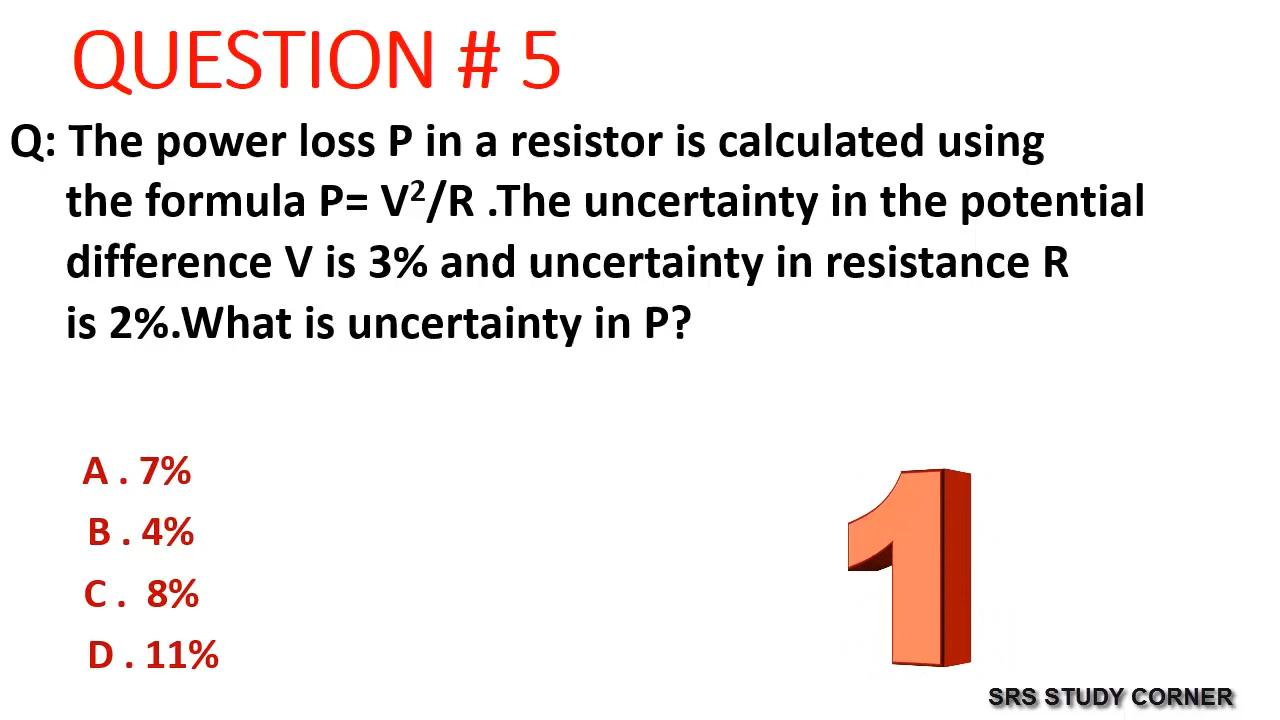 QUESTION # 5
Q: The power loss P in a resistor is calculated using
the formula P= V²/R .The uncertainty in the potential
difference V is 3% and uncertainty in resistance R
is 2%.What is uncertainty in P?
A . 7%
B . 4%
C .  8%
D . 11%
1
SRS STUDY CORNER